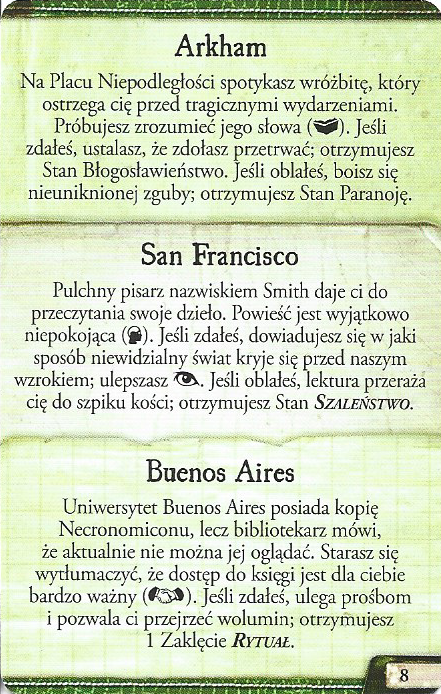 Arkham
Na Placu Niepodległości spotykasz wróżbitę, który
ostrzega cię przed tragicznymi wydarzeniami.
Próbujesz zrozumieć jego słowa ( ). Jeśli
zdałeś, ustalasz, że zdołasz przetrwać; otrzymujesz
Stan Błogosławieństwo. Jeśli oblałeś, boisz się
nieuniknionej zguby; otrzymujesz Stan Paranoję.
San Francisco
Pulchny pisarz nazwiskiem Smith daje ci do
przeczytania swoje dzieło. Powieść jest wyjątkowo
niepokojąca ( ). Jeśli zdałeś, dowiadujesz się w jaki
sposób niewidzialny świat kryje się przed naszym
wzrokiem; ulepszasz . Jeśli oblałeś, lektura przeraża
cię do szpiku kości; otrzymujesz Stan SZALEŃSTWO.
Buenos Aires
Uniwersytet Buenos Aires posiada kopię
Necronomiconu, lecz bibliotekarz mówi,
że aktualnie nie można jej oglądać. Starasz się
wytłumaczyć, że dostęp do księgi jest dla ciebie
bardzo ważny ( ). Jeśli zdałeś, ulega prośbom
i pozwala ci przejrzeć wolumin; otrzymujesz
1 Zaklęcie RYTUAŁ.
8